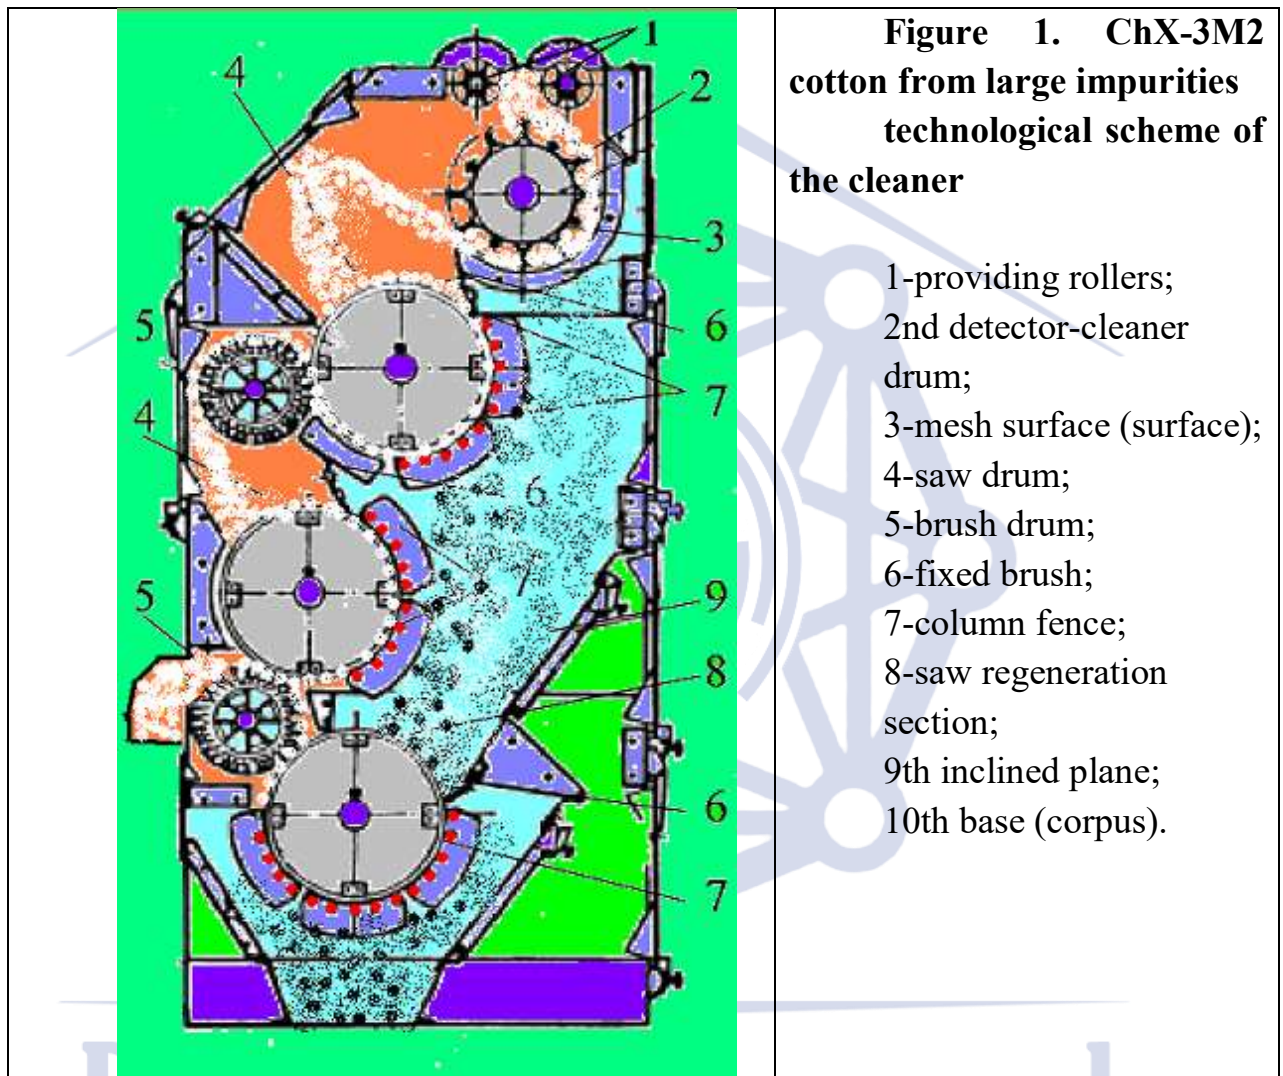 1
4
2
3
5
6
7
4
6
7
9
5
8
6
7
Figure 1. ChX-3M2
cotton from large impurities
technological scheme of
the cleaner
1-providing rollers;
2nd detector-cleaner
drum;
3-mesh surface (surface);
4-saw drum;
5-brush drum;
6-fixed brush;
7-column fence;
8-saw regeneration
section;
9th inclined plane;
10th base (corpus).